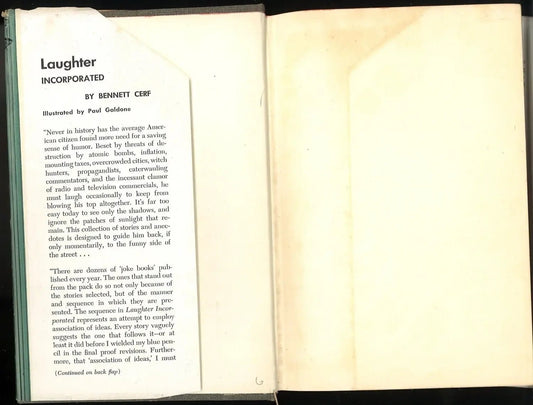 Laughter
INCORPORATED
BY BENNETT CERF
Illustrated by Paul Galdone
"Never in history has the average Amer-
ican citizen found more need for a saving
sense of humor. Beset by threats of de-
struction by atomic bombs, inflation,
mounting taxes, overcrowded cities, witch
hunters, propagandists, caterwauling
commentators, and the incessant clamor
of radio and television commercials, he
must laugh occasionally to keep from
blowing his top altogether. It's far too
easy today to see only the shadows, and
ignore the patches of sunlight that re-
main. This collection of stories and anec-
dotes is designed to guide him back, if
only momentarily, to the funny side of
the street . . .
"There are dozens of 'joke books' pub-
lished every year. The ones that stand out
from the pack do so not only because of
the stories selected, but of the manner
and sequence in which they are pre-
sented. The sequence in Laughter Incor-
porated represents an attempt to employ
association of ideas. Every story vaguely
suggests the one that follows it—or at
least it did before I wielded my blue pen-
cil in the final proof revisions. Further-
more, that 'association of ideas,' I must
(Continued on back flap)
6